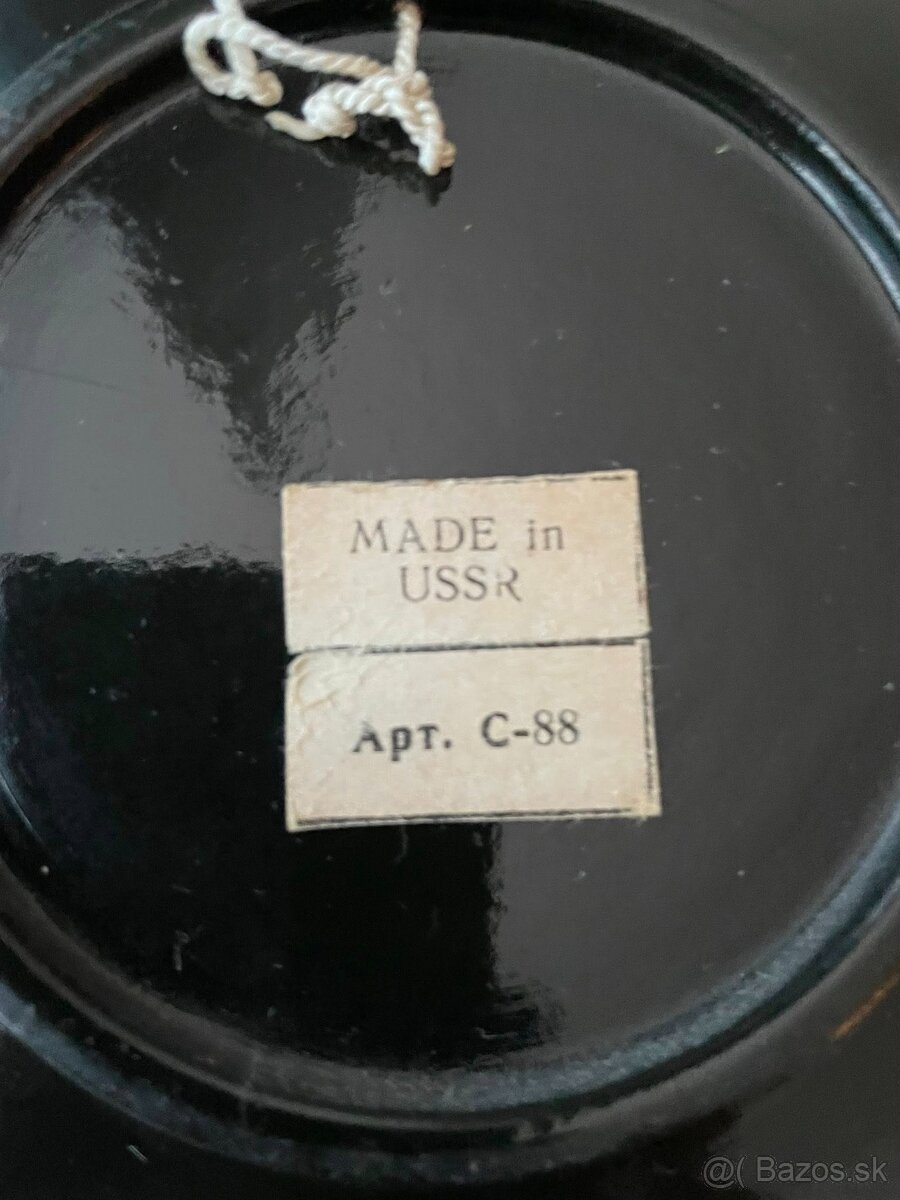 MADE in
USSR
Арт. С-88
@( Bazos.sk